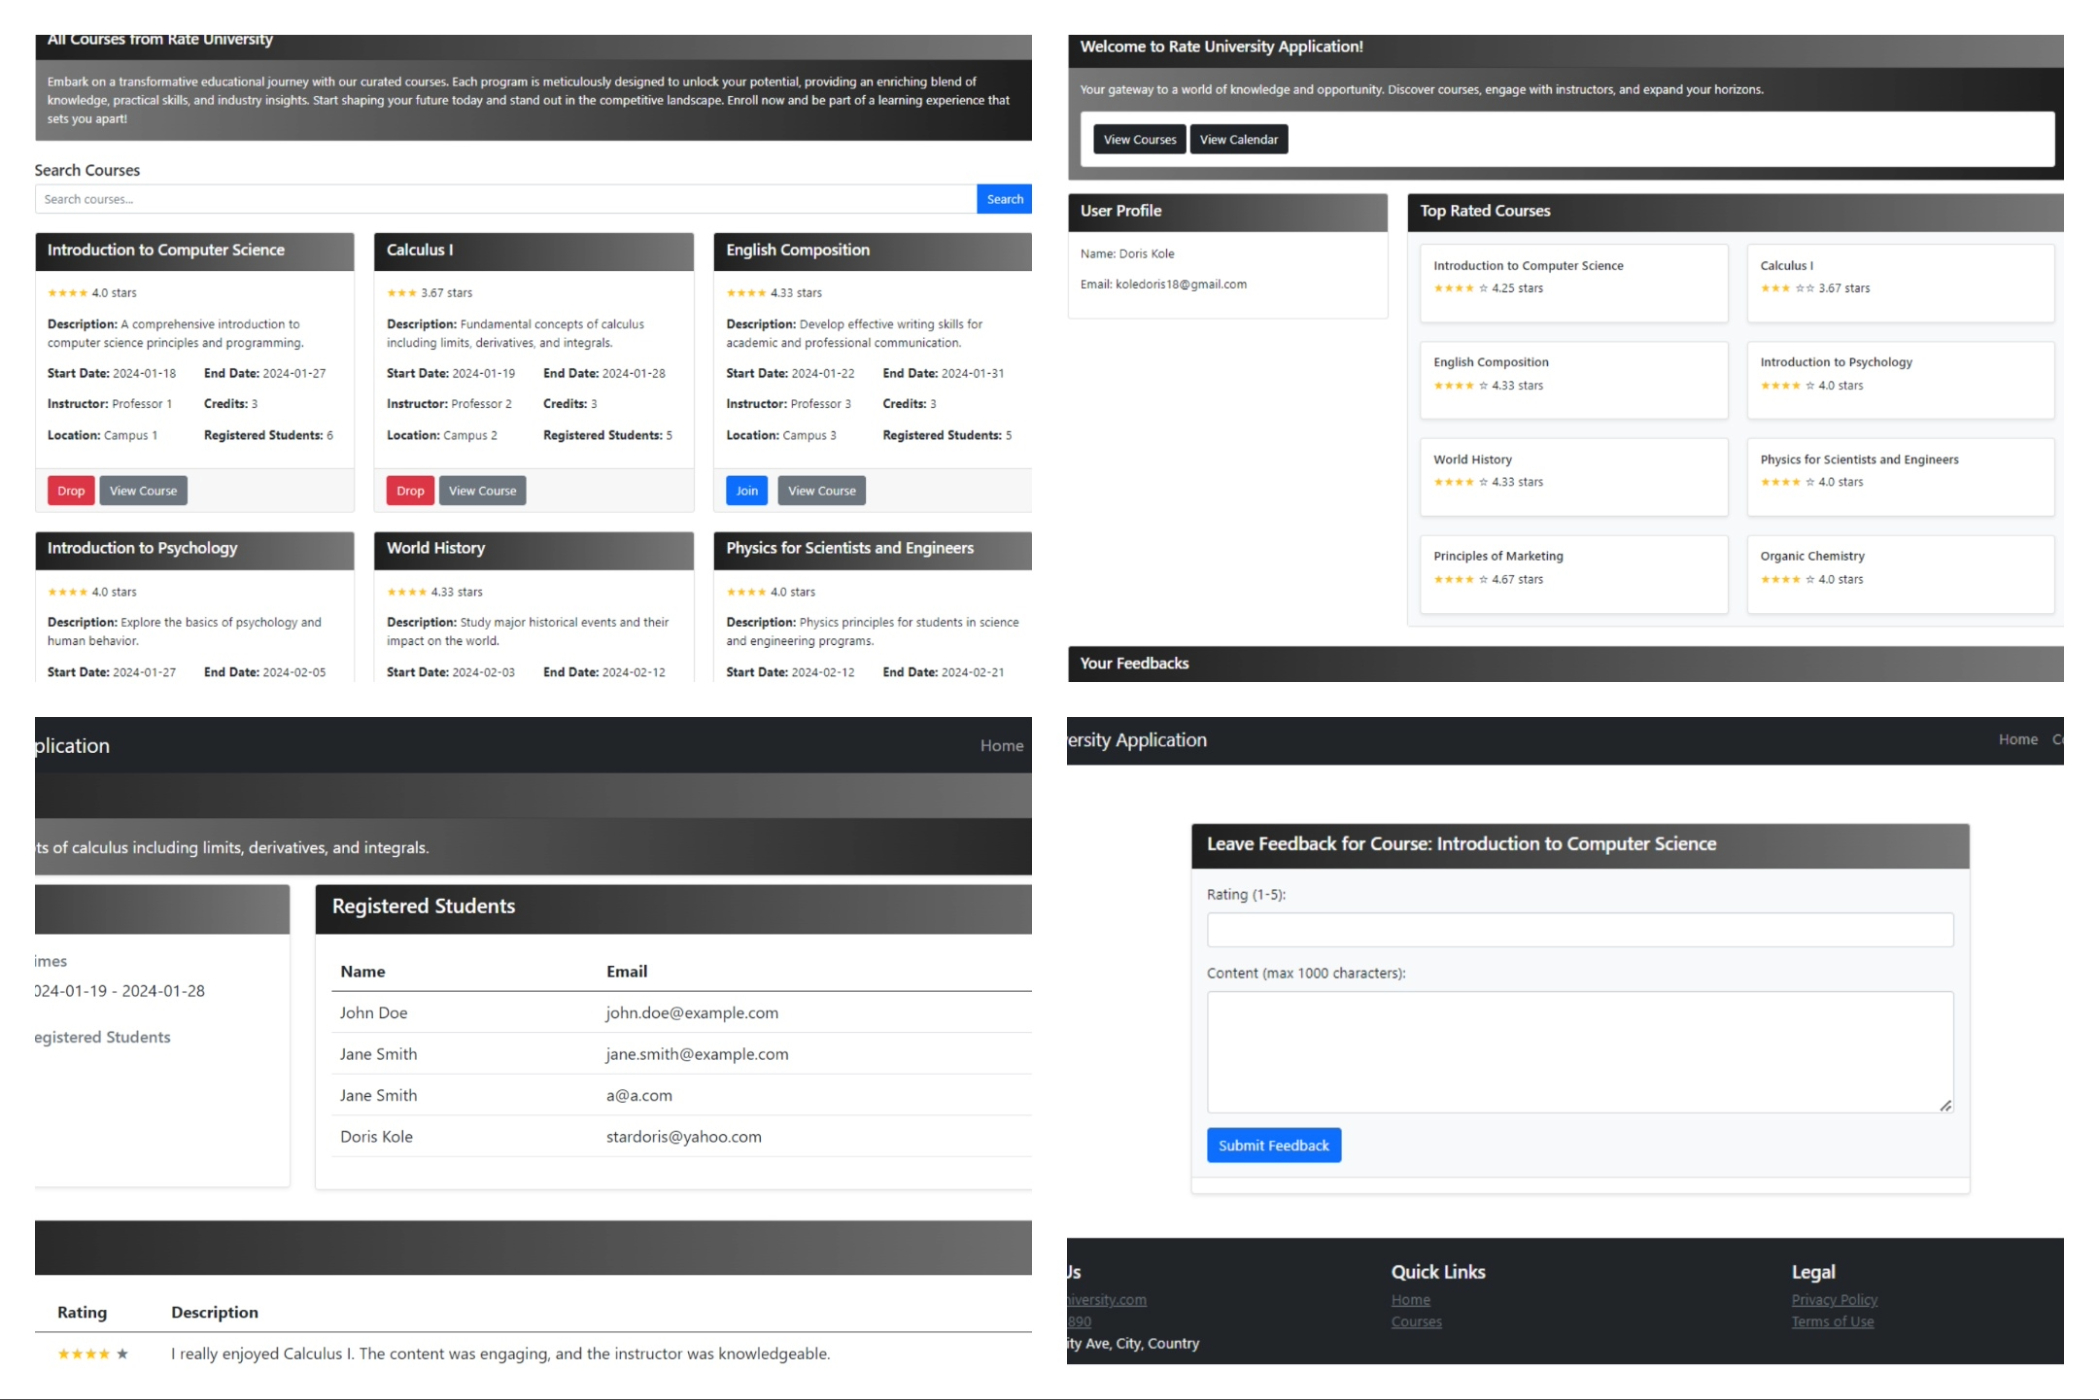 All Courses from Rate University
Embark on a transformative educational journey with our curated courses. Each program is meticulously designed to unlock your potential, providing an enriching blend of
knowledge, practical skills, and industry insights. Start shaping your future today and stand out in the competitive landscape. Enroll now and be part of a learning experience that
sets you apart!
Search Courses
Search courses...
Search
Introduction to Computer Science
★★★★ 4.0 stars
Description: A comprehensive introduction to
computer science principles and programming.
Start Date: 2024-01-18 End Date: 2024-01-27
Instructor: Professor 1 Credits: 3
Location: Campus 1 Registered Students: 6
Drop View Course
Calculus I
★★★ 3.67 stars
Description: Fundamental concepts of calculus
including limits, derivatives, and integrals.
Start Date: 2024-01-19 End Date: 2024-01-28
Instructor: Professor 2 Credits: 3
Location: Campus 2 Registered Students: 5
Drop View Course
English Composition
★★★★ 4.33 stars
Description: Develop effective writing skills for
academic and professional communication.
Start Date: 2024-01-22 End Date: 2024-01-31
Instructor: Professor 3 Credits: 3
Location: Campus 3 Registered Students: 5
Join View Course
Introduction to Psychology
★★★★ 4.0 stars
Description: Explore the basics of psychology and
human behavior.
Start Date: 2024-01-27 End Date: 2024-02-05
World History
★★★★ 4.33 stars
Description: Study major historical events and their
impact on the world.
Start Date: 2024-02-03 End Date: 2024-02-12
Physics for Scientists and Engineers
★★★★ 4.0 stars
Description: Physics principles for students in science
and engineering programs.
Start Date: 2024-02-12 End Date: 2024-02-21
Welcome to Rate University Application!
Your gateway to a world of knowledge and opportunity. Discover courses, engage with instructors, and expand your horizons.
View Courses View Calendar
User Profile
Name: Doris Kole
Email: koledoris18@gmail.com
Top Rated Courses
Introduction to Computer Science
★★★★ ☆ 4.25 stars
Calculus I
★★★ ☆☆ 3.67 stars
English Composition
★★★★ ☆ 4.33 stars
Introduction to Psychology
★★★★ ☆ 4.0 stars
World History
★★★★ ☆ 4.33 stars
Physics for Scientists and Engineers
★★★★ ☆ 4.0 stars
Principles of Marketing
★★★★ ☆ 4.67 stars
Organic Chemistry
★★★★ ☆ 4.0 stars
Your Feedbacks
plication Home
ts of calculus including limits, derivatives, and integrals.
imes
024-01-19 - 2024-01-28
egistered Students
Registered Students
Name Email
John Doe john.doe@example.com
Jane Smith jane.smith@example.com
Jane Smith a@a.com
Doris Kole stardoris@yahoo.com
Rating Description
★★★★ ★ I really enjoyed Calculus I. The content was engaging, and the instructor was knowledgeable.
ersity Application Home
Leave Feedback for Course: Introduction to Computer Science
Rating (1-5):
Content (max 1000 characters):
Submit Feedback
Us
niversity.com
890
ity Ave, City, Country
Quick Links
Home
Courses
Legal
Privacy Policy
Terms of Use